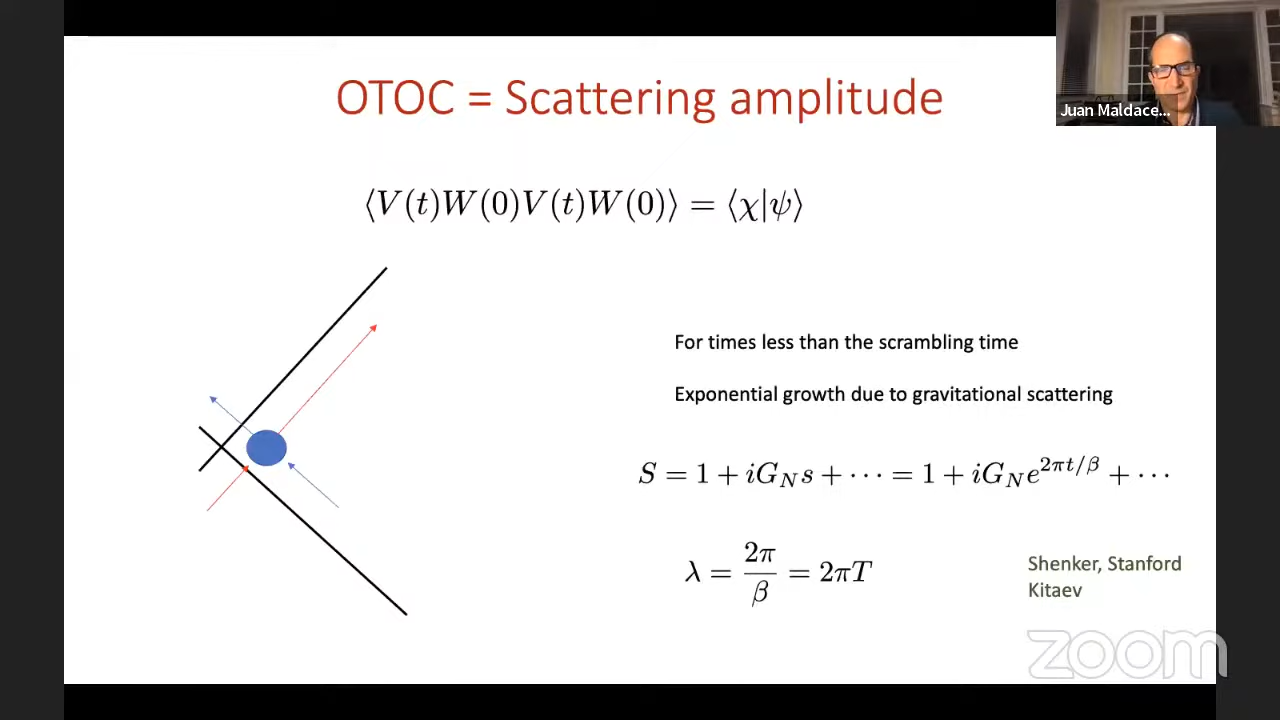 OTOC = Scattering amplitude
Juan Maldace...
⟨V(t)W(0)V(t)W(0)⟩ = ⟨χ|ψ⟩
For times less than the scrambling time
Exponential growth due to gravitational scattering
S = 1 + iG_N s + ⋯ = 1 + iG_N e^{2πt/β} + ⋯
λ = 2π/β = 2πT
Shenker, Stanford
Kitaev
zoom